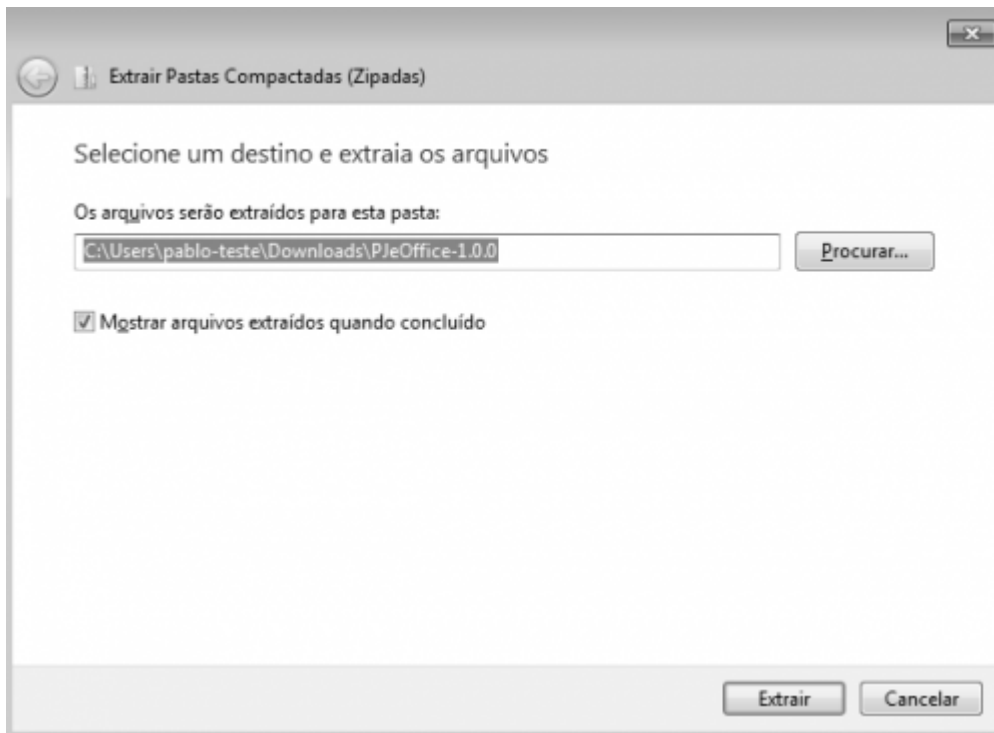 Extrair Pastas Compactadas (Zipadas)
Selecione um destino e extraia os arquivos
Os arquivos serão extraídos para esta pasta:
C:\Users\pablo-teste\Downloads\PJeOffice-1.0.0
Procurar...
Mostrar arquivos extraídos quando concluído
Extrair
Cancelar